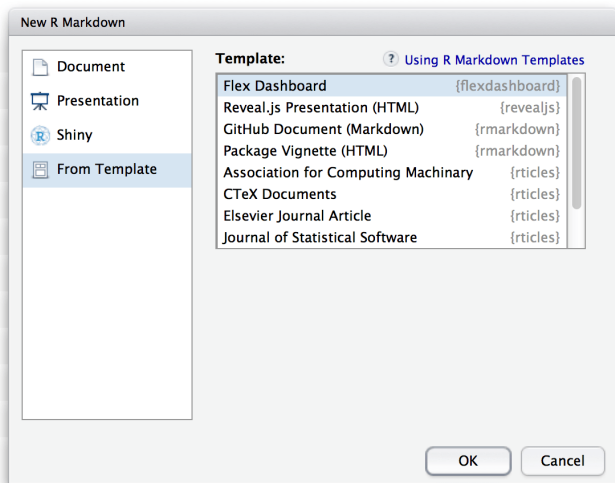 New R Markdown
Document
Presentation
R Shiny
From Template
Template: ? Using R Markdown Templates
Flex Dashboard {flexdashboard}
Reveal.js Presentation (HTML) {revealjs}
GitHub Document (Markdown) {rmarkdown}
Package Vignette (HTML) {rmarkdown}
Association for Computing Machinary {rticles}
CTeX Documents {rticles}
Elsevier Journal Article {rticles}
Journal of Statistical Software {rticles}
OK Cancel